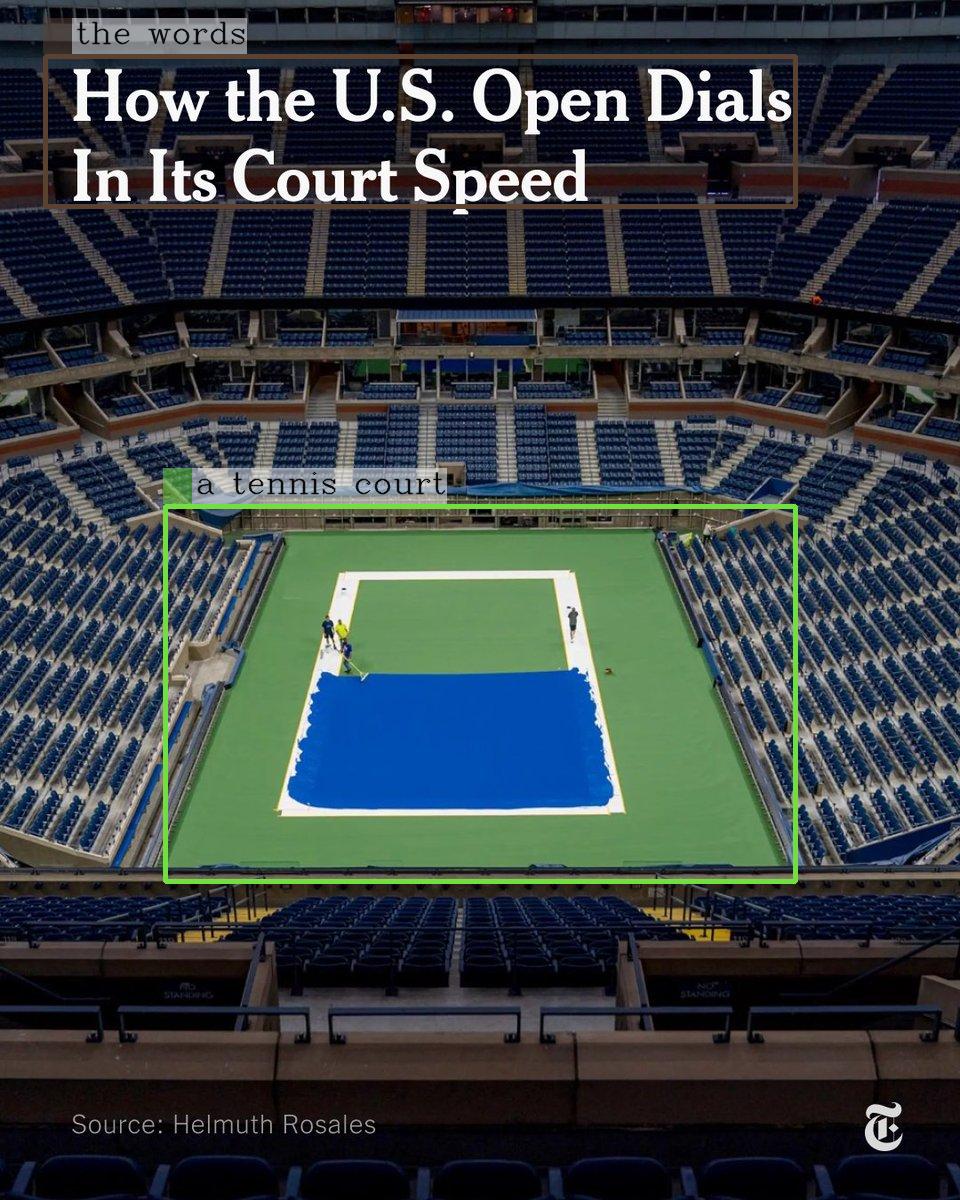 the words
How the U.S. Open Dials
In Its Court Speed
a tennis court
NO STANDING
NO STANDING
Source: Helmuth Rosales